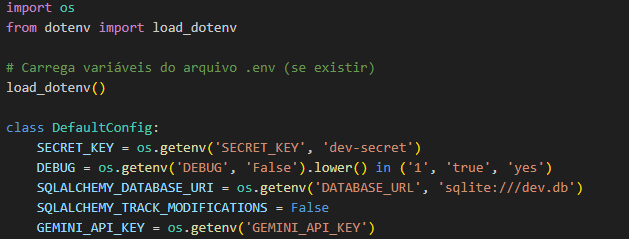 import os
from dotenv import load_dotenv

# Carrega variáveis do arquivo .env (se existir)
load_dotenv()

class DefaultConfig:
    SECRET_KEY = os.getenv('SECRET_KEY', 'dev-secret')
    DEBUG = os.getenv('DEBUG', 'False').lower() in ('1', 'true', 'yes')
    SQLALCHEMY_DATABASE_URI = os.getenv('DATABASE_URL', 'sqlite:///dev.db')
    SQLALCHEMY_TRACK_MODIFICATIONS = False
    GEMINI_API_KEY = os.getenv('GEMINI_API_KEY')